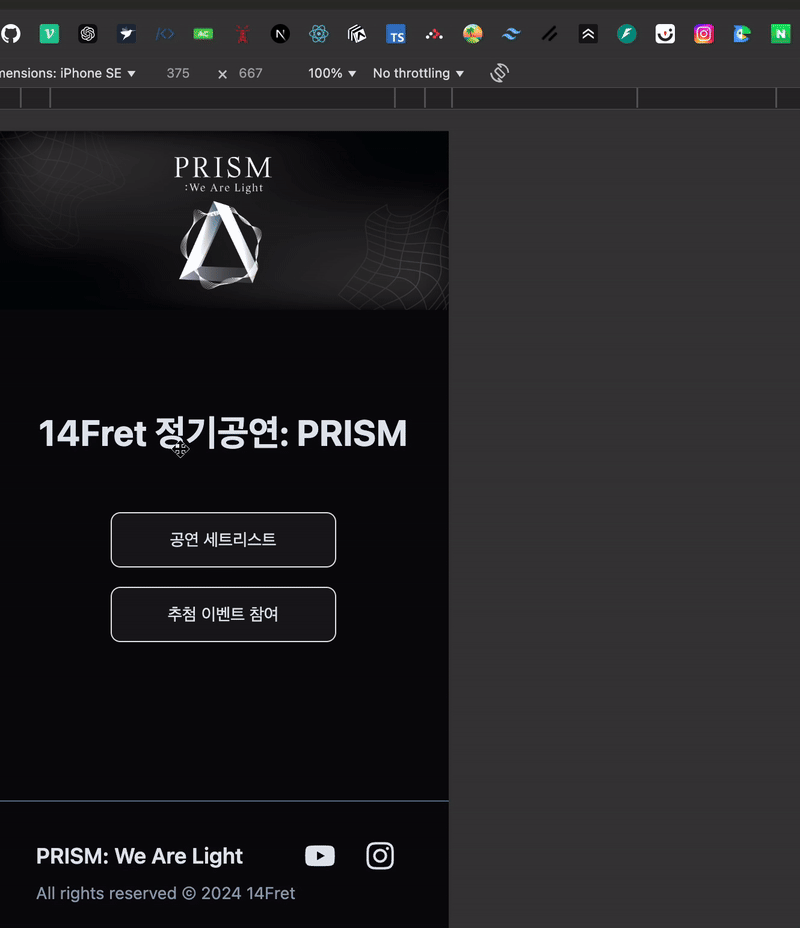 mensions: iPhone SE ▼ 375 × 667 100% ▼ No throttling ▼
PRISM
:We Are Light
14Fret 정기공연: PRISM
공연 세트리스트
추첨 이벤트 참여
PRISM: We Are Light
All rights reserved © 2024 14Fret